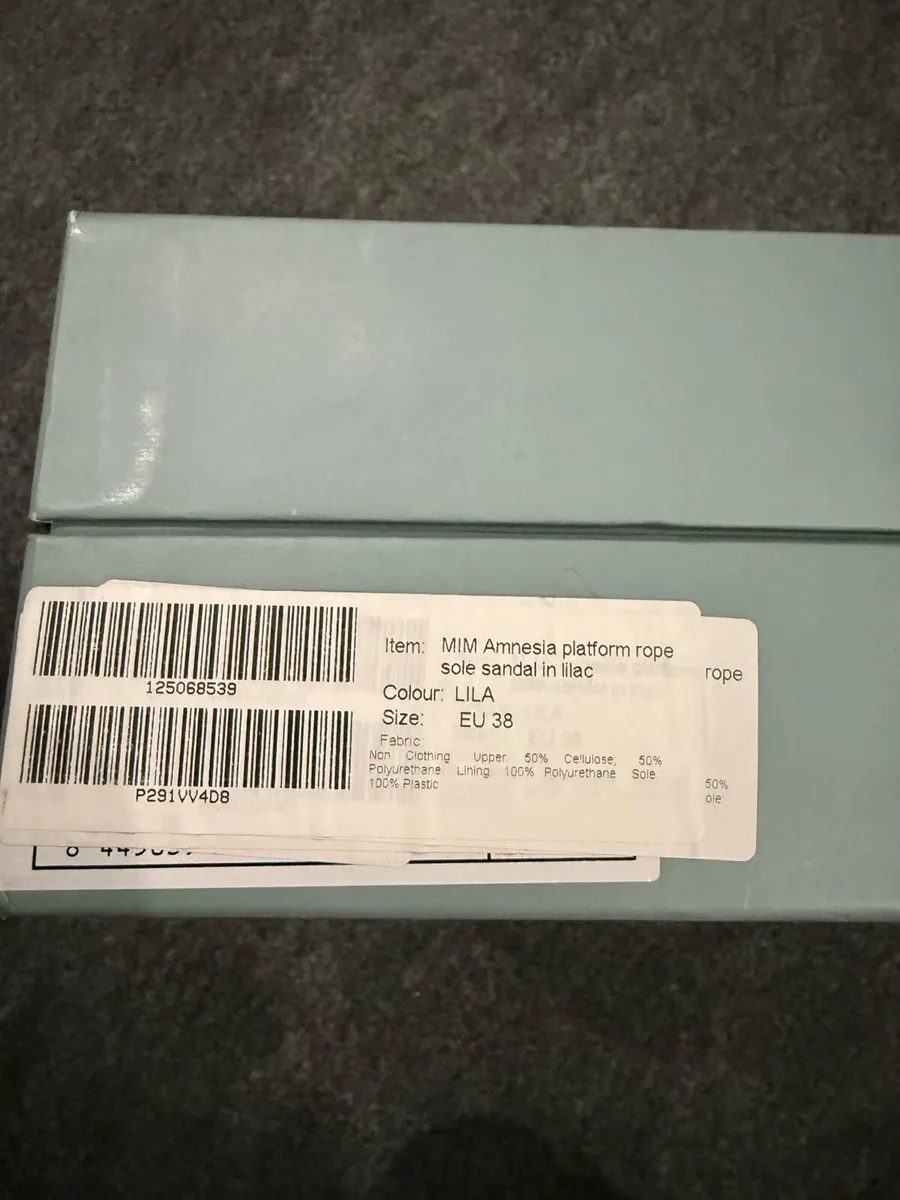 125068539
P291VV4D8
Item: MIM Amnesia platform rope
sole sandal in lilac
Colour: LILA
Size: EU 38
Fabric:
Non Clothing Upper 50% Cellulose; 50%
Polyurethane Lining 100% Polyurethane Sole
100% Plastic
rope
50%
ole: